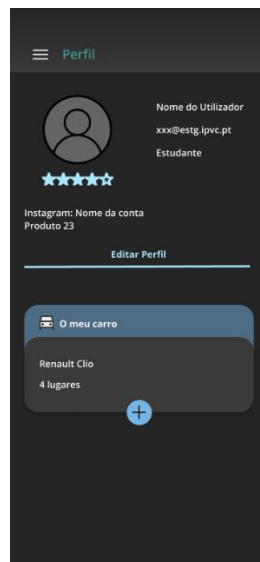 Perfil
Nome do Utilizador
xxx@estg.ipvc.pt
Estudante
Instagram: Nome da conta
Produto 23
Editar Perfil
O meu carro
Renault Clio
4 lugares